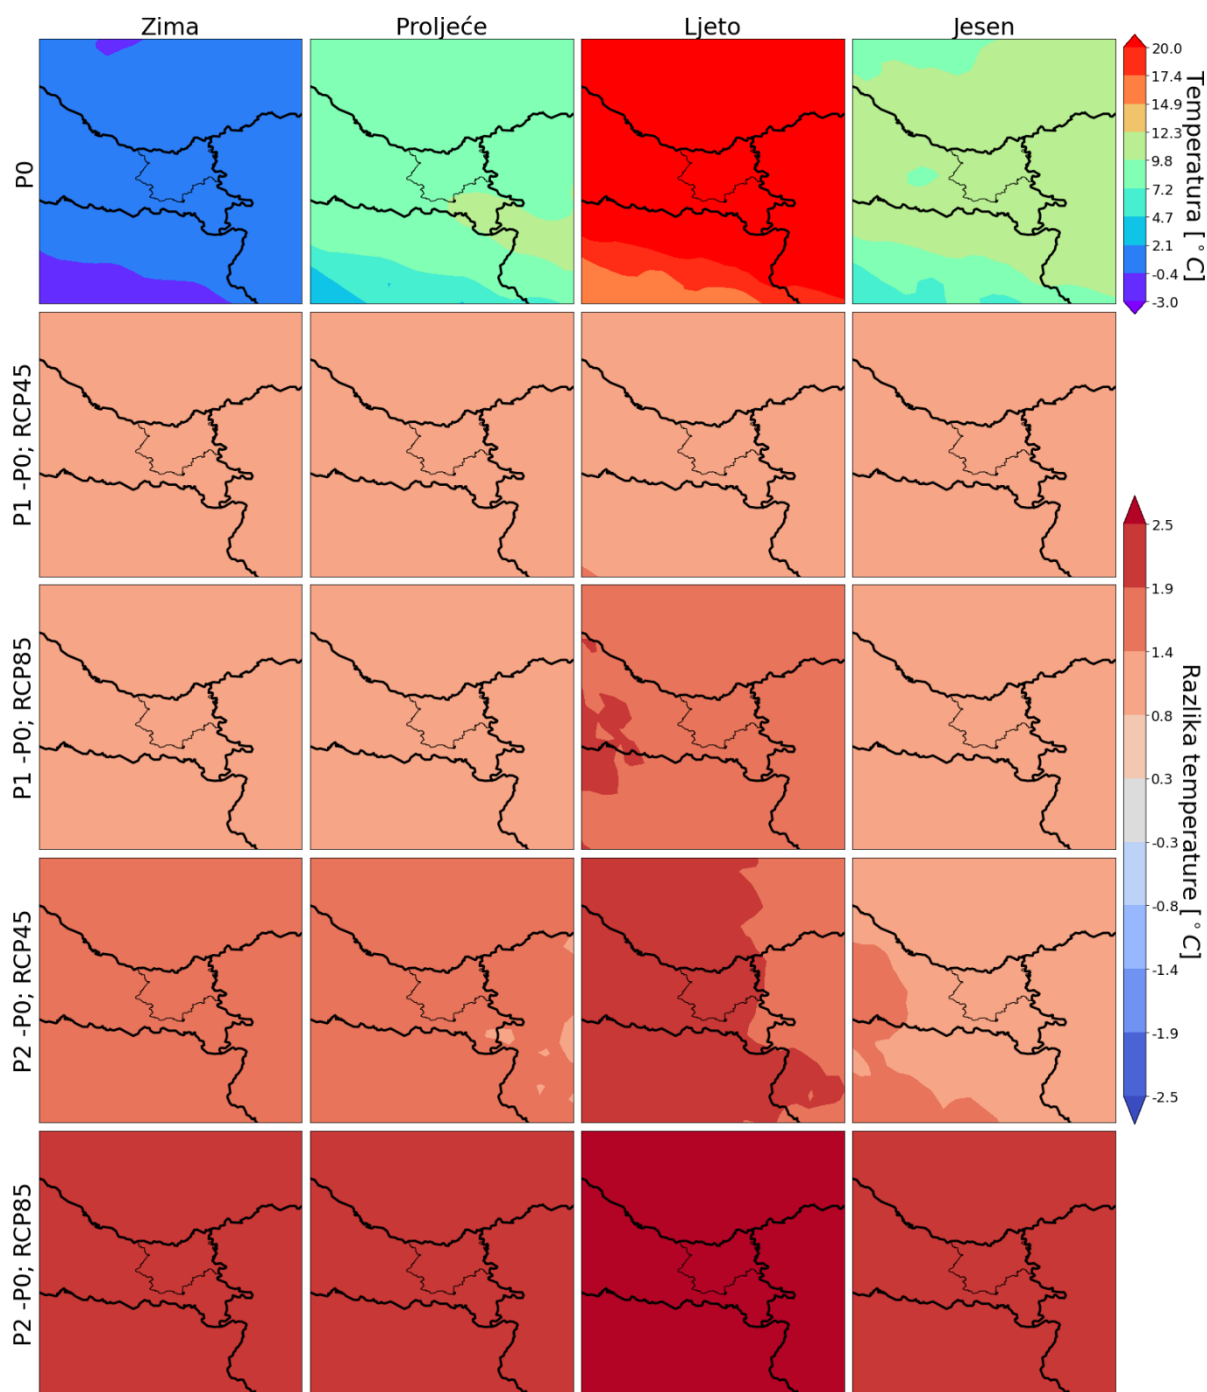 Zima Proljeće Ljeto Jesen
P0
20.0
17.4
14.9
12.3
9.8
7.2
4.7
2.1
-0.4
-3.0
Temperatura [°C]
P1 -P0; RCP45
P1 -P0; RCP85
P2 -P0; RCP45
P2 -P0; RCP85
2.5
1.9
1.4
0.8
0.3
-0.3
-0.8
-1.4
-1.9
-2.5
Razlika temperature [°C]